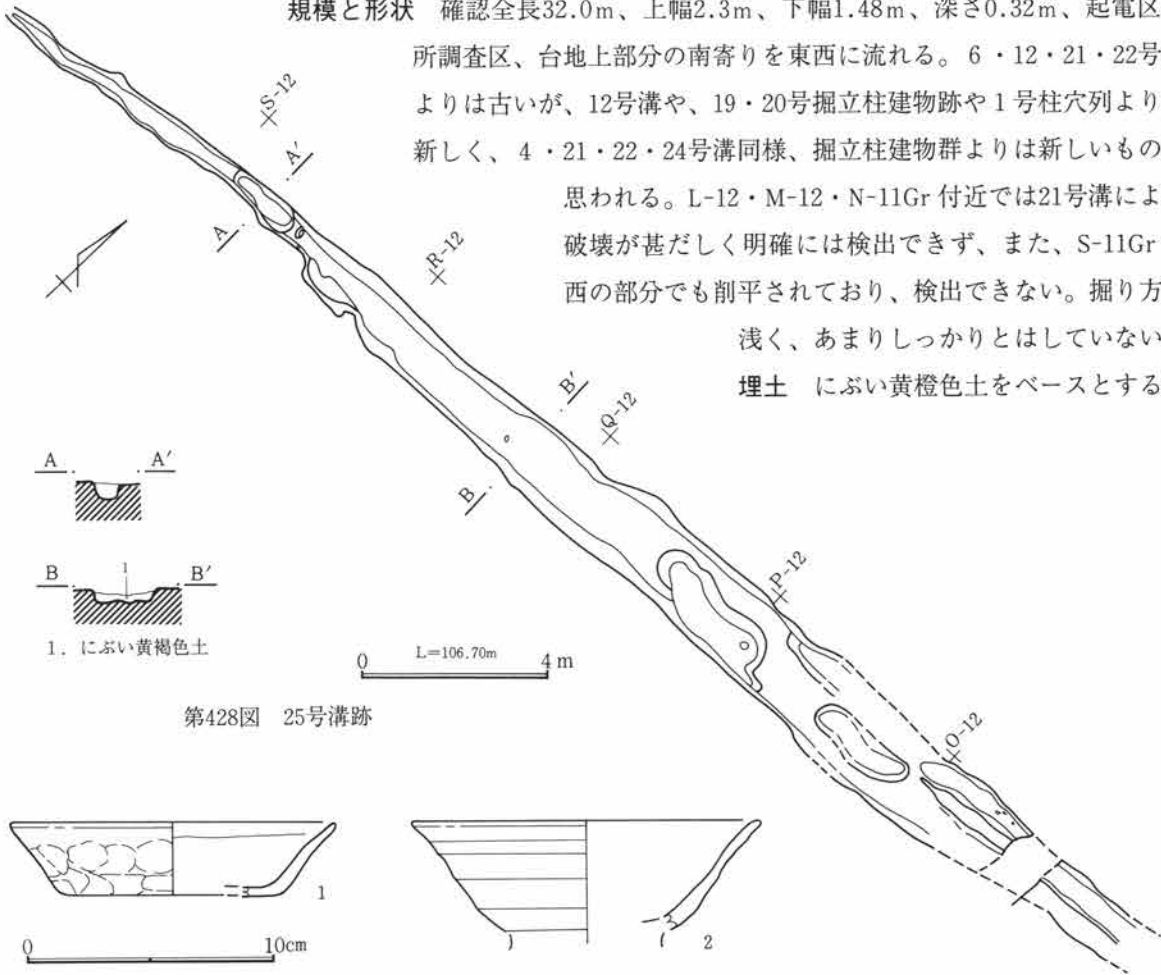 規模と形状　確認全長32.0m、上幅2.3m、下幅1.48m、深さ0.32m、起電区
所調査区、台地上部分の南寄りを東西に流れる。6・12・21・22号
よりは古いが、12号溝や、19・20号掘立柱建物跡や1号柱穴列より
新しく、4・21・22・24号溝同様、掘立柱建物群よりは新しいもの
思われる。L-12・M-12・N-11Gr 付近では21号溝によ
破壊が甚だしく明確には検出できず、また、S-11Gr
西の部分でも削平されており、検出できない。掘り方
浅く、あまりしっかりとはしていない
埋土　にぶい黄橙色土をベースとする
S-12
A'
A
R-12
B'
Q-12
B
P-12
O-12
A A'
B 1 B'
1. にぶい黄褐色土
0 L=106.70m 4 m
第428図　25号溝跡
1
2
0 10cm